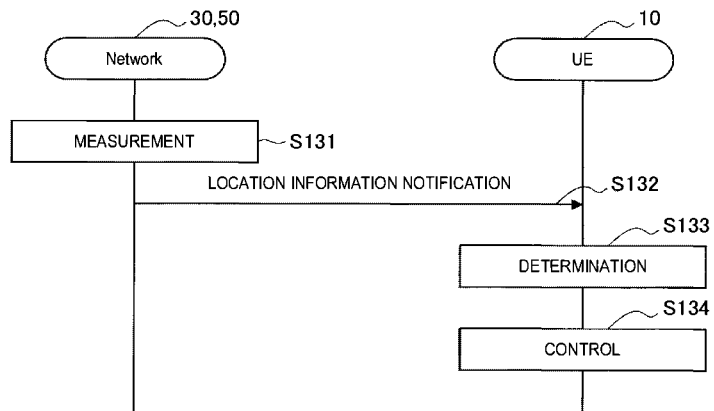 30,50
10
Network
UE
MEASUREMENT
S131
LOCATION INFORMATION NOTIFICATION
S132
S133
DETERMINATION
S134
CONTROL